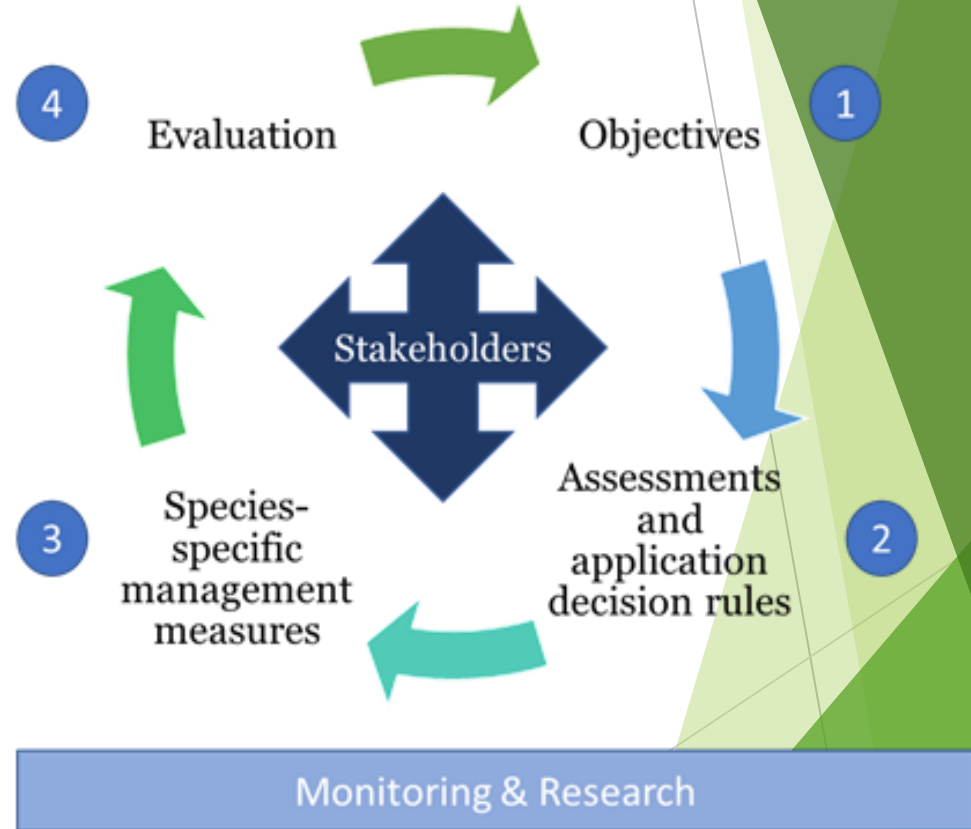 4
Evaluation
Objectives
1
Stakeholders
3
Species-
specific
management
measures
Assessments
and
application
decision rules
2
Monitoring & Research